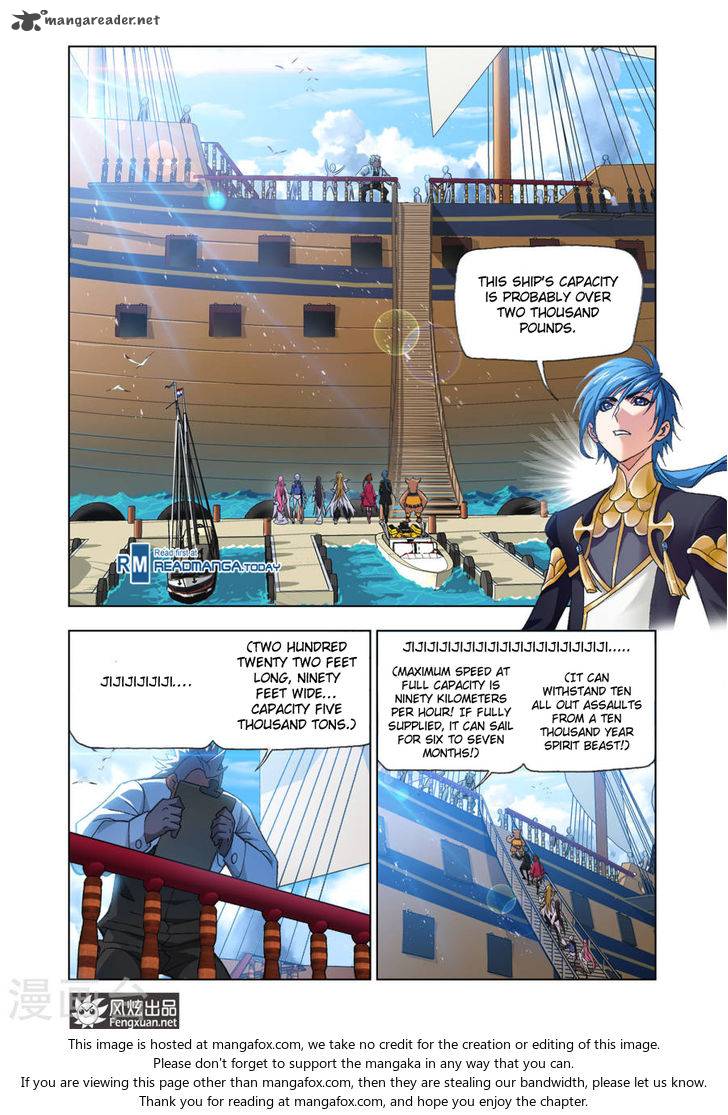 mangareader.net
THIS SHIP'S CAPACITY
IS PROBABLY OVER
TWO THOUSAND
POUNDS.
RM
Read first at
READMANGA.TODAY
JIJIJIJIJIJI....
(TWO HUNDRED
TWENTY TWO FEET
LONG, NINETY
FEET WIDE...
CAPACITY FIVE
THOUSAND TONS.)
JIJIJIJIJIJIJIJIJIJIJIJIJIJIJIJIJIJI.....
(MAXIMUM SPEED AT
FULL CAPACITY IS
NINETY KILOMETERS
PER HOUR! IF FULLY
SUPPLIED, IT CAN SAIL
FOR SIX TO SEVEN
MONTHS!)
(IT CAN
WITHSTAND TEN
ALL OUT ASSAULTS
FROM A TEN
THOUSAND YEAR
SPIRIT BEAST!)
漫画台
风炫出品
Fengxuan.net
This image is hosted at mangafox.com, we take no credit for the creation or editing of this image.
Please don't forget to support the mangaka in any way that you can.
If you are viewing this page other than mangafox.com, then they are stealing our bandwidth, please let us know.
Thank you for reading at mangafox.com, and hope you enjoy the chapter.